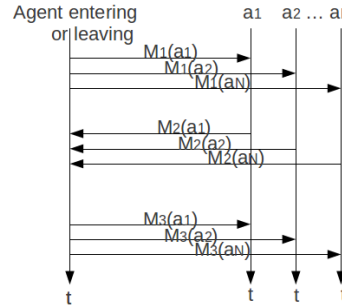 Agent entering or leaving
a1 a2 ... a
M1(a1)
M1(a2)
M1(aN)
M2(a1)
M2(a2)
M2(aN)
M3(a1)
M3(a2)
M3(aN)
t t t t